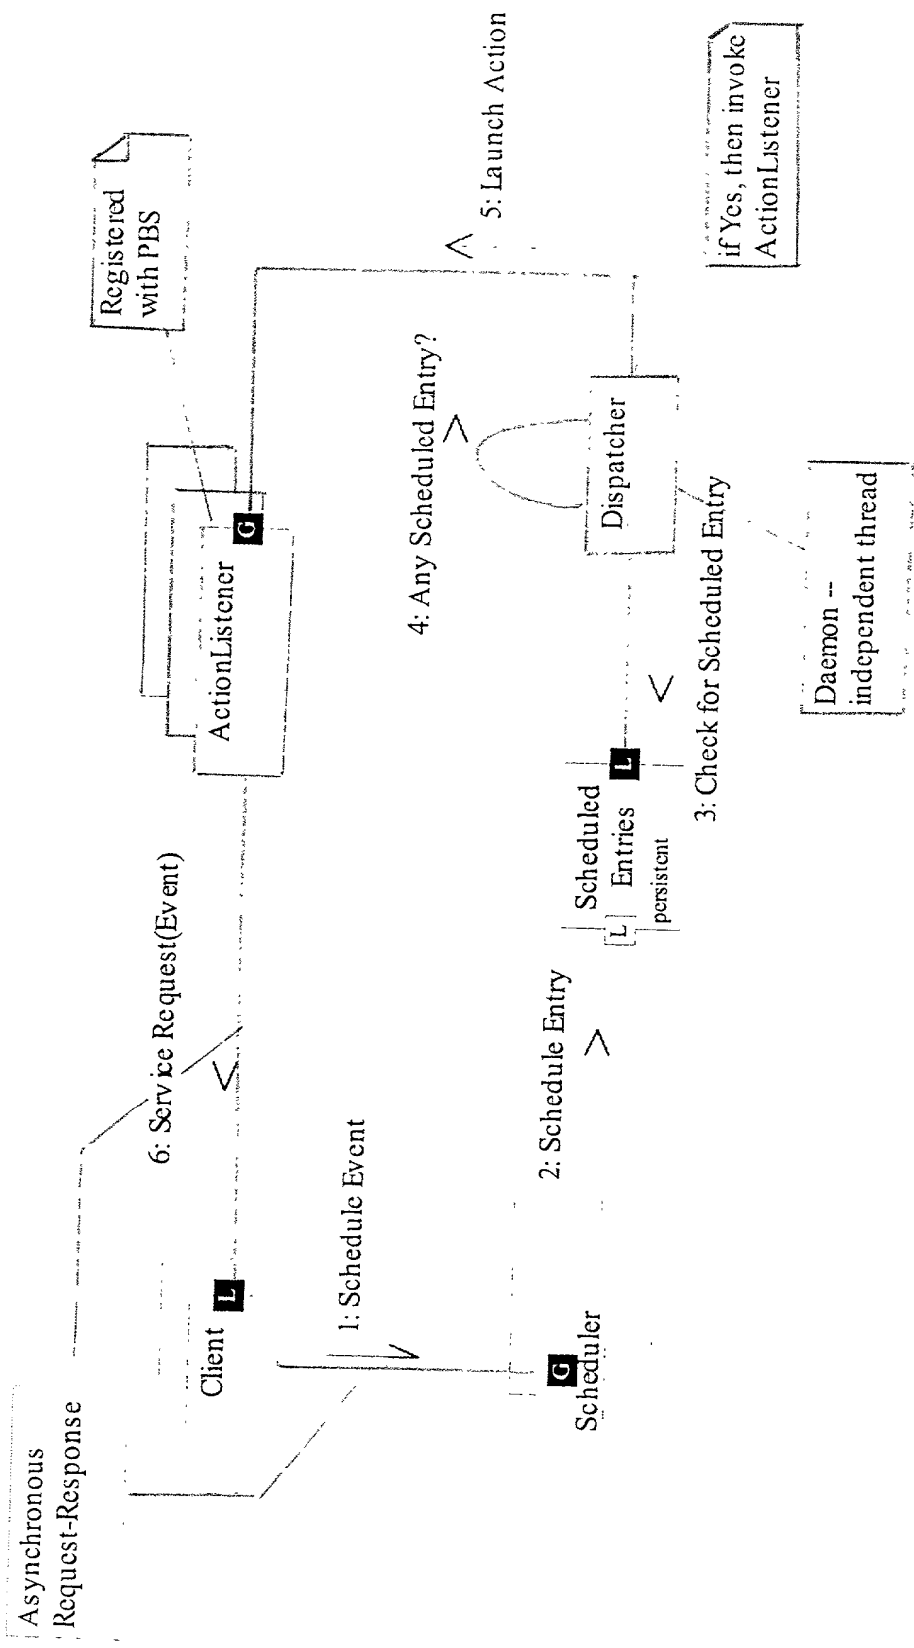 Asynchronous
Request-Response
Client
L
1: Schedule Event
G
Scheduler
6: Service Request(Event)
2: Schedule Entry
L
Scheduled
Entries
persistent
L
3: Check for Scheduled Entry
ActionListener
G
Registered
with PBS
4: Any Scheduled Entry?
Dispatcher
Daemon --
independent thread
5: Launch Action
if Yes, then invoke
ActionListener